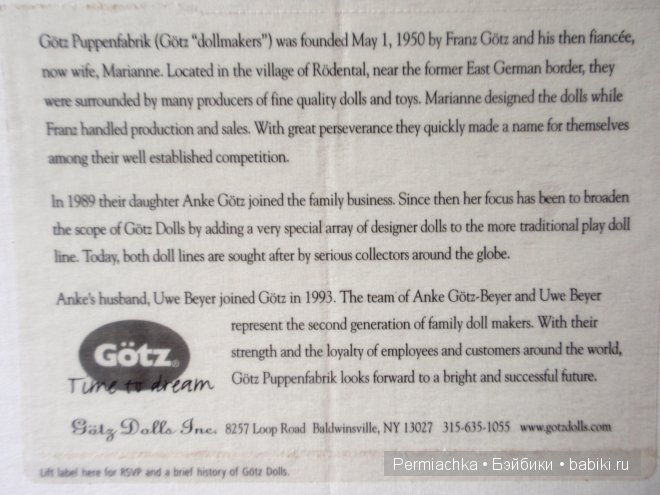 Götz Puppenfabrik (Götz “dollmakers”) was founded May 1, 1950 by Franz Götz and his then fiancée,
now wife, Marianne. Located in the village of Rödental, near the former East German border, they
were surrounded by many producers of fine quality dolls and toys. Marianne designed the dolls while
Franz handled production and sales. With great perseverance they quickly made a name for themselves
among their well established competition.
In 1989 their daughter Anke Götz joined the family business. Since then her focus has been to broaden
the scope of Götz Dolls by adding a very special array of designer dolls to the more traditional play doll
line. Today, both doll lines are sought after by serious collectors around the globe.
Anke's husband, Uwe Beyer joined Götz in 1993. The team of Anke Götz-Beyer and Uwe Beyer
represent the second generation of family doll makers. With their
strength and the loyalty of employees and customers around the world,
Götz Puppenfabrik looks forward to a bright and successful future.
Götz®
Time to dream
Götz Dolls Inc. 8257 Loop Road Baldwinsville, NY 13027 315-635-1055 www.gotzdolls.com
Lift label here for RSVP and a brief history of Götz Dolls.
Permiachka • Бэйбики • babiki.ru